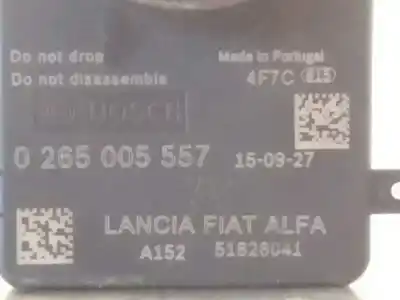 Do not drop
Made in Portugal
Do not disassemble
4F7C 815
BOSCH
0 265 005 557
15-09-27
LANCIA FIAT ALFA
A152
51828041